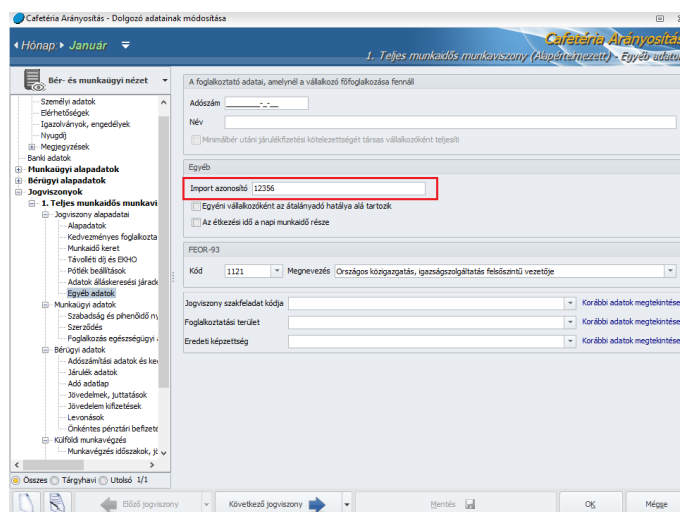 Cafetéria Arányosítás - Dolgozó adatainak módosítása
Hónap: Január
Cafetéria Arányosítás
1. Teljes munkaidős munkaviszony (Alapértelmezett) - Egyéb adatok
Bér- és munkaügyi nézet
Személyi adatok
Elérhetőségek
Igazolványok, engedélyek
Nyugdíj
Megjegyzések
Banki adatok
Munkaügyi alapadatok
Bérügyi alapadatok
Jogviszonyok
1. Teljes munkaidős munkavi
Jogviszony alapadatai
Alapadatok
Kedvezményes foglalkozta
Munkaidő keret
Távolléti díj és EKHO
Pótlék beállítások
Adatok álláskeresési járade
Egyéb adatok
Munkaügyi adatok
Szabadság és pihenőidő ny
Szerződés
Foglalkozás egészségügyi
Bérügyi adatok
Adószámítási adatok és ke
Járulék adatok
Adó adatlap
Jövedelmek, juttatások
Jövedelem kifizetések
Levonások
Önkéntes pénztári befizeté
Külföldi munkavégzés
Munkavégzés időszakok, jö
Összes Tárgyhavi Utolsó 1/1
A foglalkoztató adatai, amelynél a vállalkozó főfoglalkozása fennáll
Adószám ________-_-__
Név
Minimálbér utáni járulékfizetési kötelezettségét társas vállalkozóként teljesíti
Egyéb
Import azonosító 12356
Egyéni vállalkozóként az átalányadó hatálya alá tartozik
Az étkezési idő a napi munkaidő része
FEOR-93
Kód 1121 Megnevezés Országos közigazgatás, igazságszolgáltatás felsőszintű vezetője
Jogviszony szakfeladat kódja Korábbi adatok megtekintése
Foglalkoztatási terület Korábbi adatok megtekintése
Eredeti képzettség Korábbi adatok megtekintése
Előző jogviszony Következő jogviszony Mentés OK Mégse